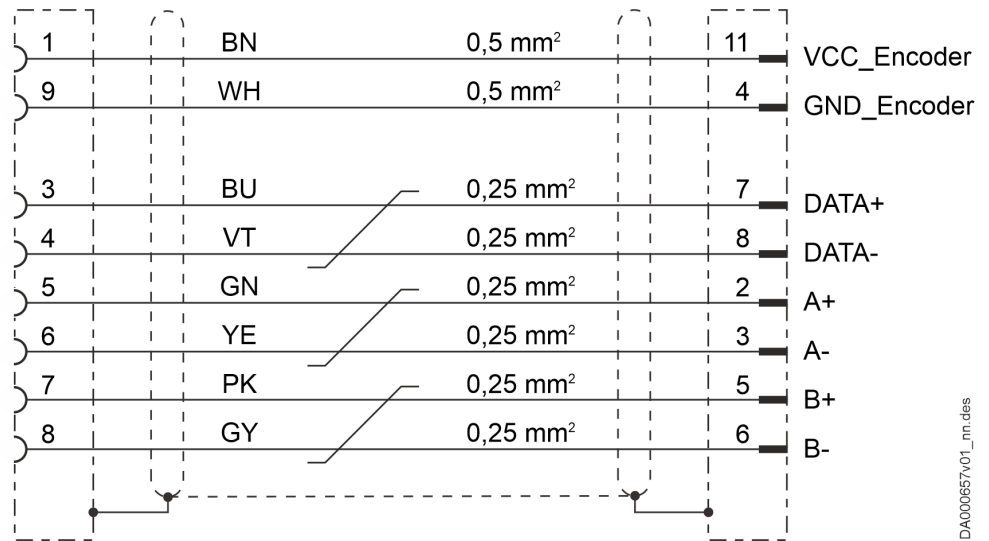 1 BN 0,5 mm² 11 VCC_Encoder
9 WH 0,5 mm² 4 GND_Encoder
3 BU 0,25 mm² 7 DATA+
4 VT 0,25 mm² 8 DATA-
5 GN 0,25 mm² 2 A+
6 YE 0,25 mm² 3 A-
7 PK 0,25 mm² 5 B+
8 GY 0,25 mm² 6 B-
DA000657v01_nn.des